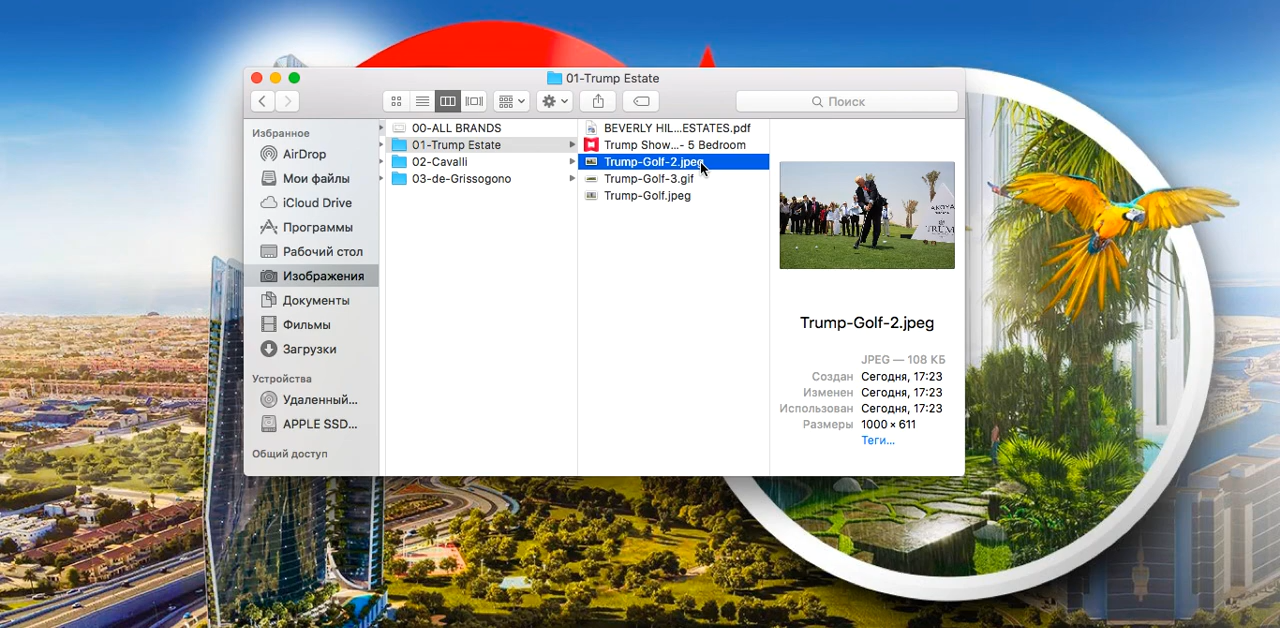 01-Trump Estate
Поиск
Избранное
AirDrop
Мои файлы
iCloud Drive
Программы
Рабочий стол
Изображения
Документы
Фильмы
Загрузки
Устройства
Удаленный...
APPLE SSD...
Общий доступ
00-ALL BRANDS
01-Trump Estate
02-Cavalli
03-de-Grissogono
BEVERLY HIL...ESTATES.pdf
Trump Show...- 5 Bedroom
Trump-Golf-2.jpeg
Trump-Golf-3.gif
Trump-Golf.jpeg
AKOYA
TRUM
Trump-Golf-2.jpeg
JPEG — 108 КБ
Создан Сегодня, 17:23
Изменен Сегодня, 17:23
Использован Сегодня, 17:23
Размеры 1000 × 611
Теги...